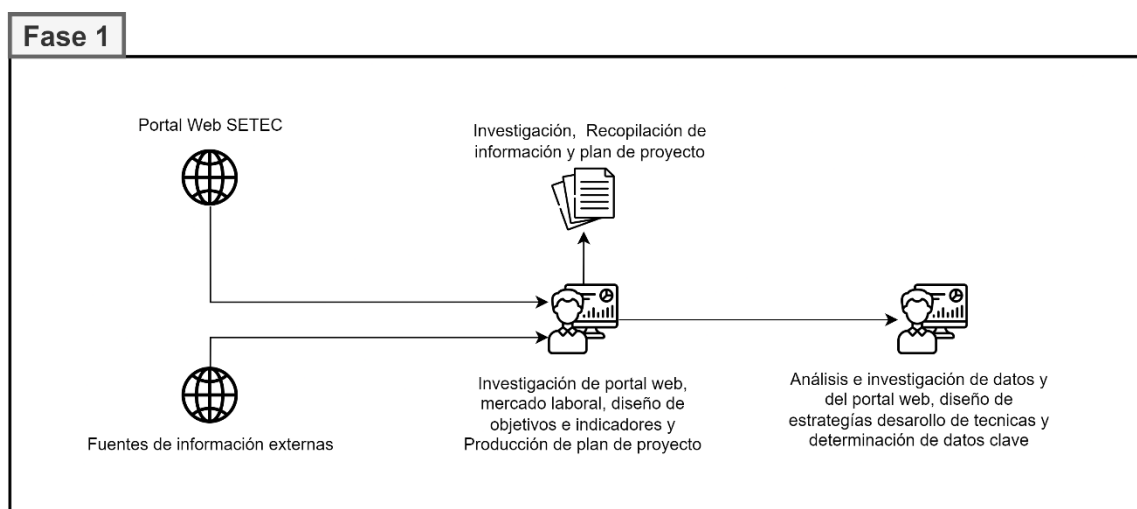 Fase 1
Portal Web SETEC
Investigación, Recopilación de
información y plan de proyecto
Investigación de portal web,
mercado laboral, diseño de
objetivos e indicadores y
Producción de plan de proyecto
Análisis e investigación de datos y
del portal web, diseño de
estrategías desarollo de tecnicas y
determinación de datos clave
Fuentes de información externas